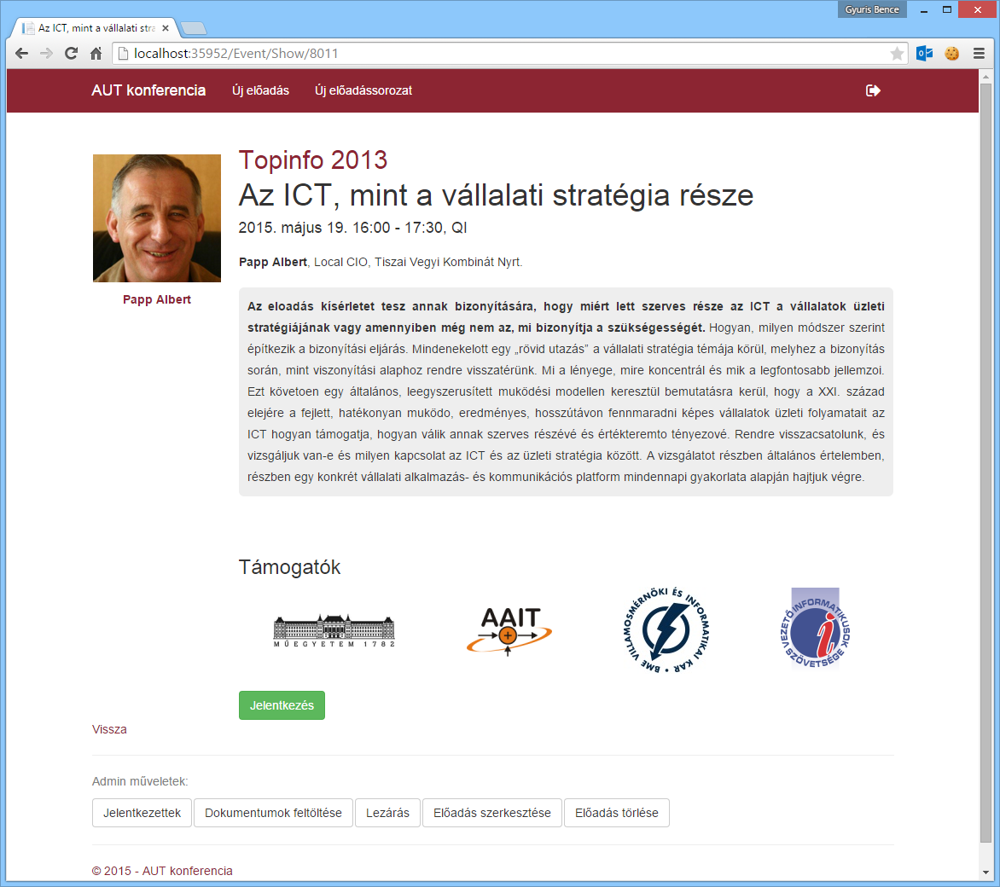 Gyuris Bence
Az ICT, mint a vállalati stra
localhost:35952/Event/Show/8011
AUT konferencia Új előadás Új előadássorozat
Topinfo 2013
Az ICT, mint a vállalati stratégia része
2015. május 19. 16:00 - 17:30, QI
Papp Albert, Local CIO, Tiszai Vegyi Kombinát Nyrt.
Papp Albert
Az eloadás kísérletet tesz annak bizonyítására, hogy miért lett szerves része az ICT a vállalatok üzleti
stratégiájának vagy amennyiben még nem az, mi bizonyítja a szükségességét. Hogyan, milyen módszer szerint
építkezik a bizonyítási eljárás. Mindenekelott egy „rövid utazás” a vállalati stratégia témája körül, melyhez a bizonyítás
során, mint viszonyítási alaphoz rendre visszatérünk. Mi a lényege, mire koncentrál és mik a legfontosabb jellemzoi.
Ezt követoen egy általános, leegyszerusített muködési modellen keresztül bemutatásra kerül, hogy a XXI. század
elejére a fejlett, hatékonyan muködo, eredményes, hosszútávon fennmaradni képes vállalatok üzleti folyamatait az
ICT hogyan támogatja, hogyan válik annak szerves részévé és értékteremto tényezové. Rendre visszacsatolunk, és
vizsgáljuk van-e és milyen kapcsolat az ICT és az üzleti stratégia között. A vizsgálatot részben általános értelemben,
részben egy konkrét vállalati alkalmazás- és kommunikációs platform mindennapi gyakorlata alapján hajtjuk végre.
Támogatók
MŰEGYETEM 1782
AAIT
BME VILLAMOSMÉRNÖKI ÉS INFORMATIKAI KAR •
VEZETŐ INFORMATIKUSOK SZÖVETSÉGE
i
Jelentkezés
Vissza
Admin műveletek:
Jelentkezettek Dokumentumok feltöltése Lezárás Előadás szerkesztése Előadás törlése
© 2015 - AUT konferencia